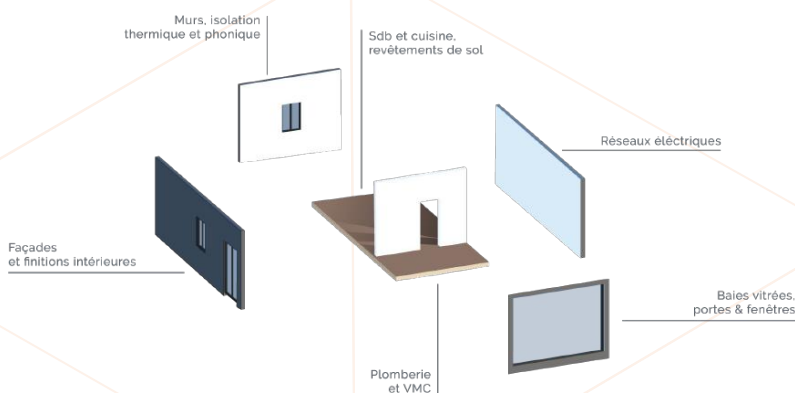 Murs, isolation
thermique et phonique
Sdb et cuisine,
revêtements de sol
Réseaux éléctriques
Façades
et finitions intérieures
Baies vitrées,
portes & fenêtres
Plomberie
et VMC